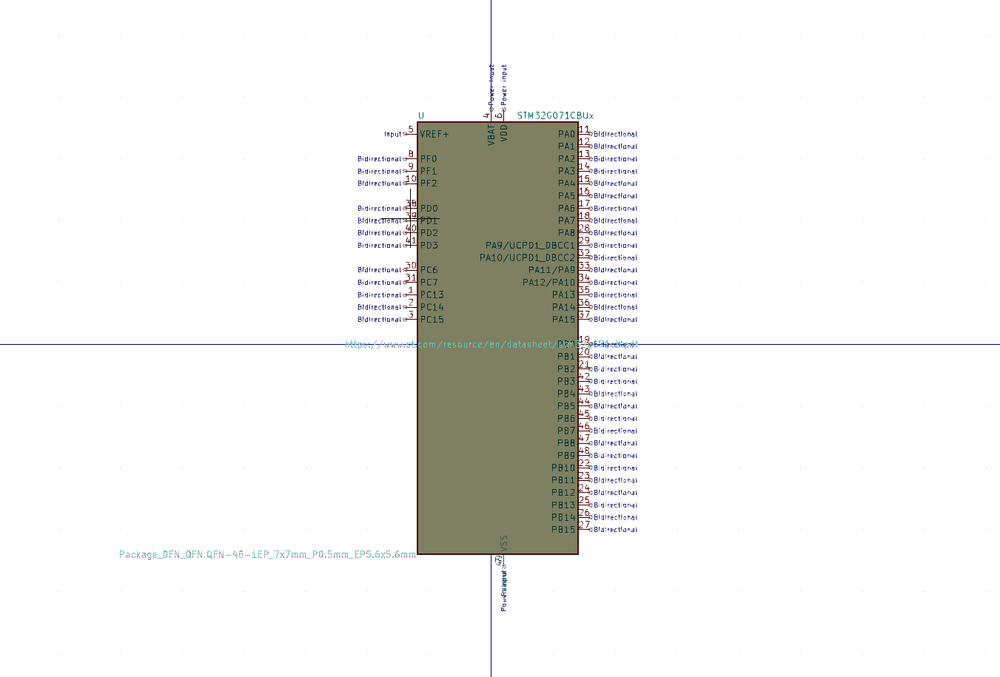 Power input
Power input
4
6
U
STM32G071CBUx
VBAT
VDD
Input 5 VREF+
PA0 11 Bidirectional
PA1 12 Bidirectional
Bidirectional 8 PF0
PA2 13 Bidirectional
Bidirectional 9 PF1
PA3 14 Bidirectional
Bidirectional 10 PF2
PA4 15 Bidirectional
PA5 16 Bidirectional
Bidirectional 38 PD0
PA6 17 Bidirectional
Bidirectional 39 PD1
PA7 18 Bidirectional
Bidirectional 40 PD2
PA8 28 Bidirectional
Bidirectional 41 PD3
PA9/UCPD1_DBCC1 29 Bidirectional
PA10/UCPD1_DBCC2 32 Bidirectional
Bidirectional 30 PC6
PA11/PA9 33 Bidirectional
Bidirectional 31 PC7
PA12/PA10 34 Bidirectional
Bidirectional 1 PC13
PA13 35 Bidirectional
Bidirectional 2 PC14
PA14 36 Bidirectional
Bidirectional 3 PC15
PA15 37 Bidirectional
https://www.st.com/resource/en/datasheet/
PB0 19
PB1 20 Bidirectional
PB2 21 Bidirectional
PB3 42 Bidirectional
PB4 43 Bidirectional
PB5 44 Bidirectional
PB6 45 Bidirectional
PB7 46 Bidirectional
PB8 47 Bidirectional
PB9 48 Bidirectional
PB10 22 Bidirectional
PB11 23 Bidirectional
PB12 24 Bidirectional
PB13 25 Bidirectional
PB14 26 Bidirectional
PB15 27 Bidirectional
VSS
Package_DFN_QFN:QFN-48-1EP_7x7mm_P0.5mm_EP5.6x5.6mm